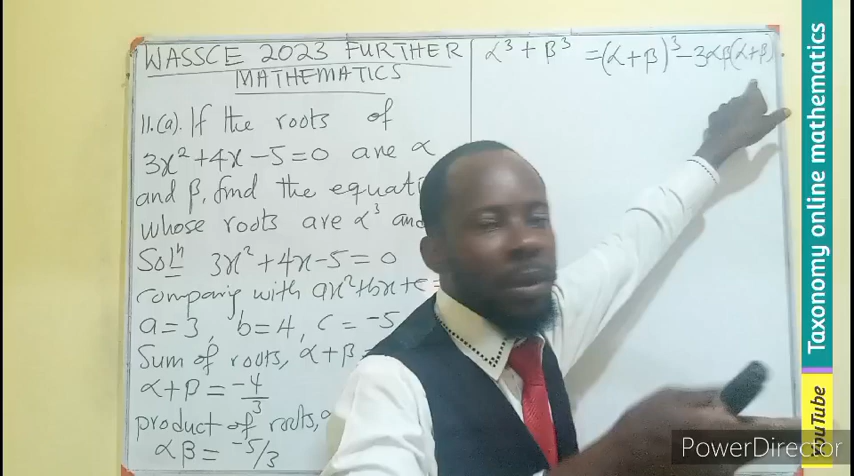 WASSCE 2023 FURTHER
MATHEMATICS
11.(a). If the roots of
3x² + 4x - 5 = 0 are α
and β, find the equati
whose roots are α³ and
Solⁿ 3x² + 4x - 5 = 0
comparing with ax² + bx + c =
a = 3, b = 4, c = -5
Sum of roots, α + β =
α + β = -4/3
product of roots, α
αβ = -5/3
α³ + β³ = (α + β)³ - 3αβ(α + β)
Taxonomy online mathematics
YouTube
PowerDirector